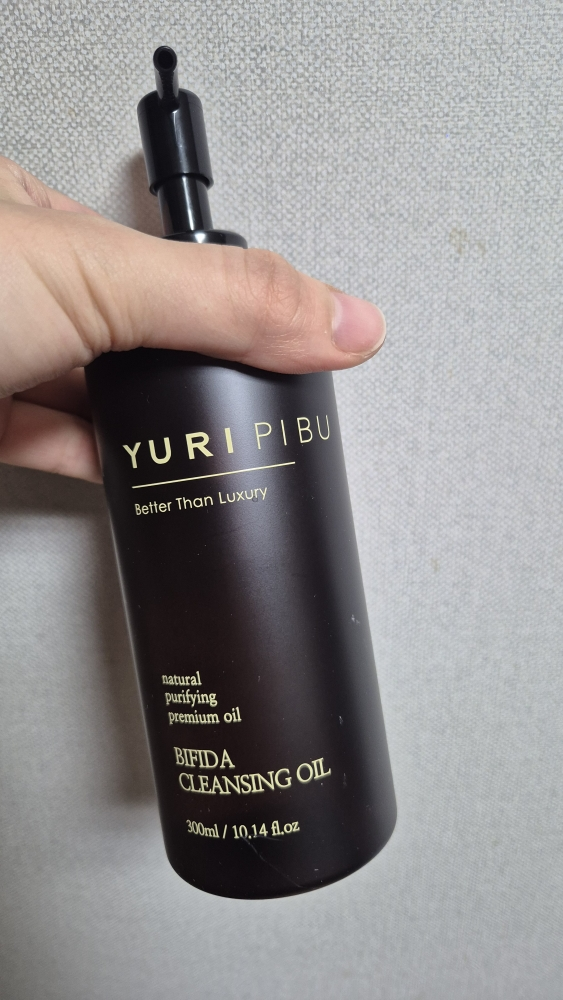 YURI PIBU
Better Than Luxury
natural
purifying
premium oil
BIFIDA
CLEANSING OIL
300ml / 10.14 fl.oz